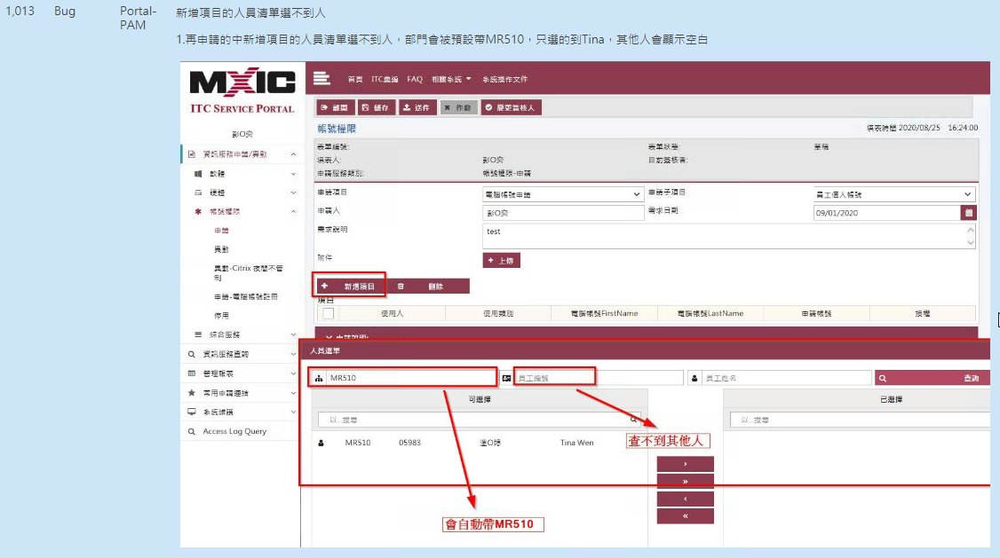 1,013 Bug Portal-PAM 新增項目的人員清單選不到人
1.再申請的中新增項目的人員清單選不到人，部門會被預設帶MR510，只選的到Tina，其他人會顯示空白
MXIC
ITC SERVICE PORTAL
首頁 ITC彙編 FAQ 相關系統 系統操作文件
離開 儲存 送件 作廢 變更簽核人
彭O奕
帳號權限 填表時間 2020/08/25 16:24:00
表單編號: 表單狀態: 草稿
填表人: 彭O奕 目前簽核者:
申請服務類別: 帳號權限-申請
資訊服務申請/異動
軟體
硬體
帳號權限
申請
異動
異動-Citrix 夜間不管制
申請-電腦帳號註冊
停用
綜合服務
資訊服務查詢
管理報表
常用申請連結
系統維護
Access Log Query
申請項目 電腦帳號申請 申請子項目 員工個人帳號
申請人 彭O奕 需求日期 09/01/2020
需求說明 test
附件 上傳
新增項目 刪除
項目
使用人 使用類別 電腦帳號FirstName 電腦帳號LastName 申請帳號 授權
申請說明:
人員選單
MR510 員工編號 員工姓名 查詢
可選擇 已選擇
以...搜尋 以...搜尋
MR510 05983 溫O婷 Tina Wen
查不到其他人
›
»
‹
«
會自動帶MR510